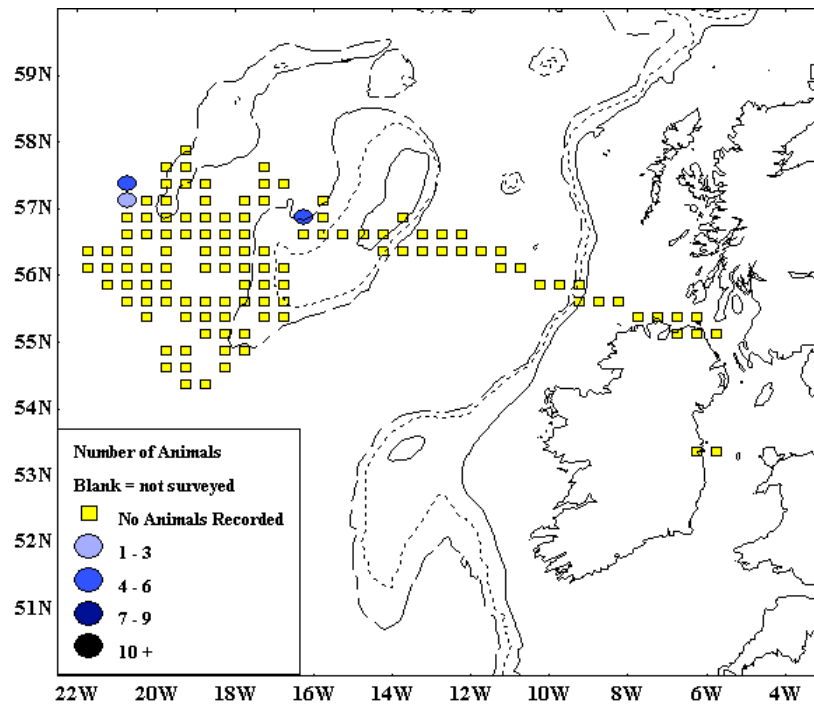 59N
58N
57N
56N
55N
54N
53N
52N
51N
Number of Animals
Blank = not surveyed
No Animals Recorded
1 - 3
4 - 6
7 - 9
10 +
22W 20W 18W 16W 14W 12W 10W 8W 6W 4W